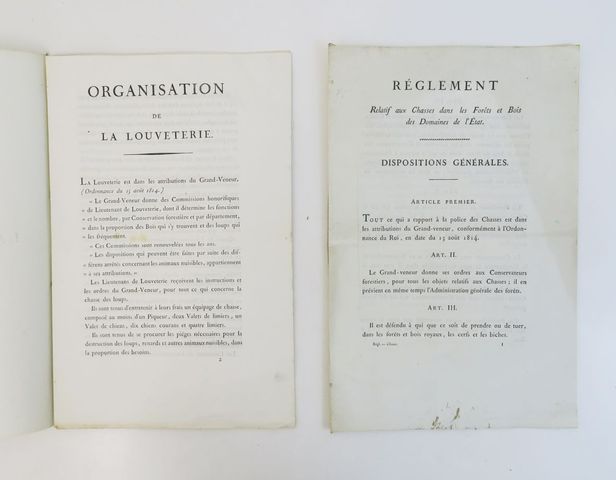 ORGANISATION
DE
LA LOUVETERIE.
LA Louveterie est dans les attributions du Grand-Veneur.
(Ordonnance du 15 août 1814.)
« Le Grand-Veneur donne des Commissions honorifiques
« de Lieutenant de Louveterie, dont il détermine les fonctions
« et le nombre, par Conservation forestière et par département,
« dans la proportion des Bois qui s'y trouvent et des loups qui
« les fréquentent.
« Ces Commissions sont renouvelées tous les ans.
« Les dispositions qui peuvent être faites par suite des dif-
« férens arrêtés concernant les animaux nuisibles, appartiennent
« à ses attributions. »
Les Lieutenans de Louveterie reçoivent les instructions et
les ordres du Grand-Veneur, pour tout ce qui concerne la
chasse des loups.
Ils sont tenus d'entretenir à leurs frais un équipage de chasse,
composé au moins d'un Piqueur, deux Valets de limiers, un
Valet de chiens, dix chiens courans et quatre limiers.
Ils sont tenus de se procurer les pièges nécessaires pour la
destruction des loups, renards et autres animaux nuisibles, dans
la proportion des besoins.
2
RÉGLEMENT
Relatif aux Chasses dans les Forêts et Bois
des Domaines de l'État.
DISPOSITIONS GÉNÉRALES.
ARTICLE PREMIER.
TOUT ce qui a rapport à la police des Chasses est dans
les attributions du Grand-veneur, conformément à l'Ordon-
nance du Roi, en date du 15 août 1814.
ART. II.
Le Grand-veneur donne ses ordres aux Conservateurs
forestiers, pour tous les objets relatifs aux Chasses ; il en
prévient en même temps l'Administration générale des forêts.
ART. III.
Il est défendu à qui que ce soit de prendre ou de tuer,
dans les forêts et bois royaux, les cerfs et les biches.
Régl. — chasse.
1